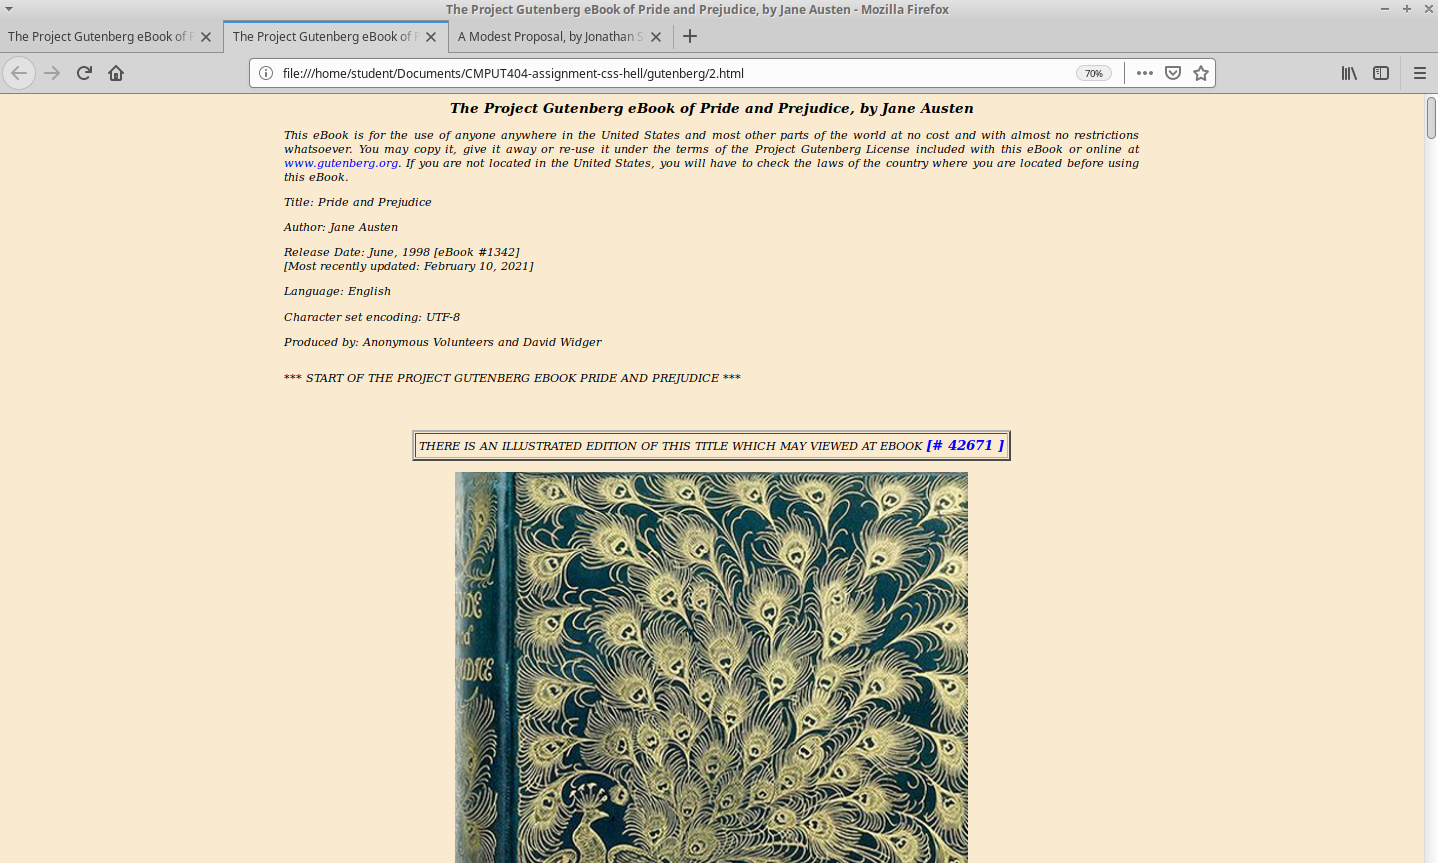 The Project Gutenberg eBook of Pride and Prejudice, by Jane Austen - Mozilla Firefox
The Project Gutenberg eBook of
The Project Gutenberg eBook of
A Modest Proposal, by Jonathan S
file:///home/student/Documents/CMPUT404-assignment-css-hell/gutenberg/2.html
70%
The Project Gutenberg eBook of Pride and Prejudice, by Jane Austen
This eBook is for the use of anyone anywhere in the United States and most other parts of the world at no cost and with almost no restrictions
whatsoever. You may copy it, give it away or re-use it under the terms of the Project Gutenberg License included with this eBook or online at
www.gutenberg.org. If you are not located in the United States, you will have to check the laws of the country where you are located before using
this eBook.
Title: Pride and Prejudice
Author: Jane Austen
Release Date: June, 1998 [eBook #1342]
[Most recently updated: February 10, 2021]
Language: English
Character set encoding: UTF-8
Produced by: Anonymous Volunteers and David Widger
*** START OF THE PROJECT GUTENBERG EBOOK PRIDE AND PREJUDICE ***
THERE IS AN ILLUSTRATED EDITION OF THIS TITLE WHICH MAY VIEWED AT EBOOK [# 42671 ]